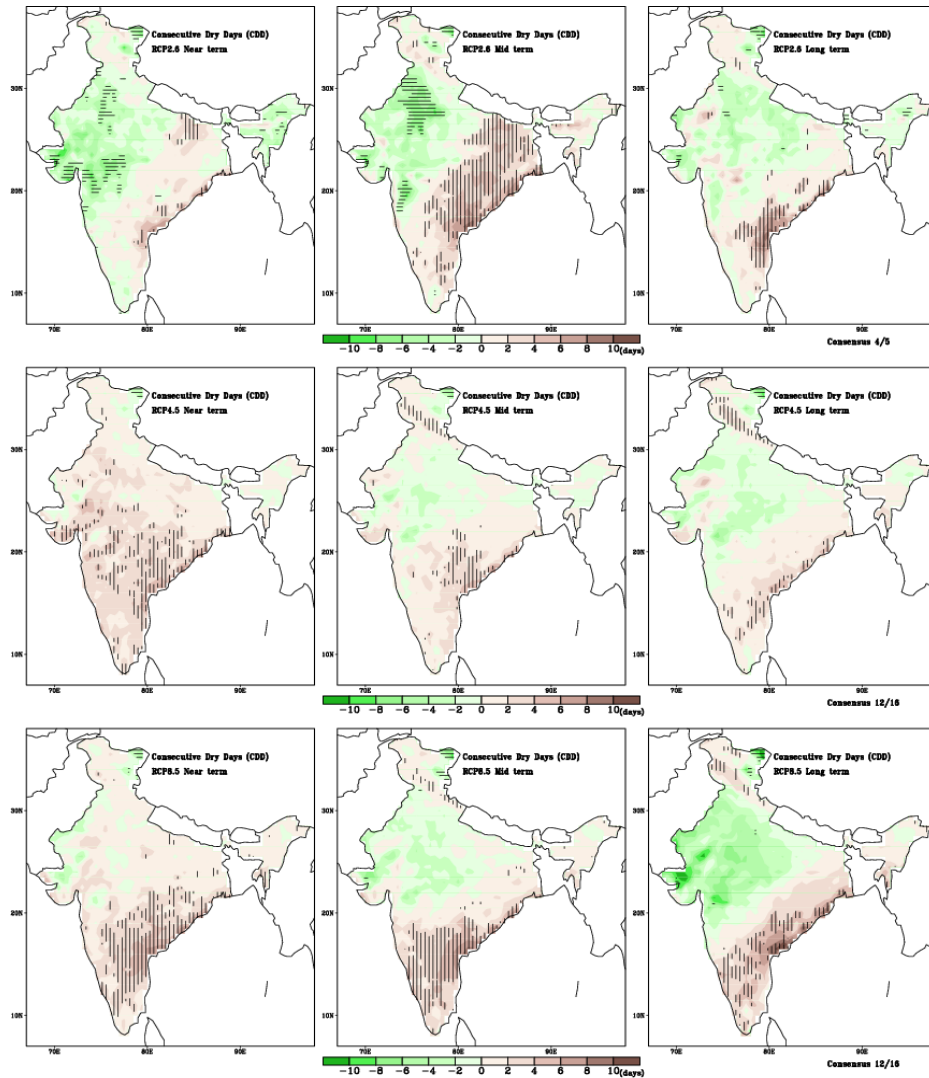 Consecutive Dry Days (CDD)
RCP2.6 Near term
Consecutive Dry Days (CDD)
RCP2.6 Mid term
Consecutive Dry Days (CDD)
RCP2.6 Long term
30N
20N
10N
30N
20N
10N
30N
20N
10N
70E 80E 90E
70E 80E 90E
70E 80E 90E
-10 -8 -6 -4 -2 0 2 4 6 8 10(days)
Consensus 4/5
Consecutive Dry Days (CDD)
RCP4.5 Near term
Consecutive Dry Days (CDD)
RCP4.5 Mid term
Consecutive Dry Days (CDD)
RCP4.5 Long term
30N
20N
10N
30N
20N
10N
30N
20N
10N
70E 80E 90E
70E 80E 90E
70E 80E 90E
-10 -8 -6 -4 -2 0 2 4 6 8 10(days)
Consensus 12/16
Consecutive Dry Days (CDD)
RCP8.5 Near term
Consecutive Dry Days (CDD)
RCP8.5 Mid term
Consecutive Dry Days (CDD)
RCP8.5 Long term
30N
20N
10N
30N
20N
10N
30N
20N
10N
70E 80E 90E
70E 80E 90E
70E 80E 90E
-10 -8 -6 -4 -2 0 2 4 6 8 10(days)
Consensus 12/16